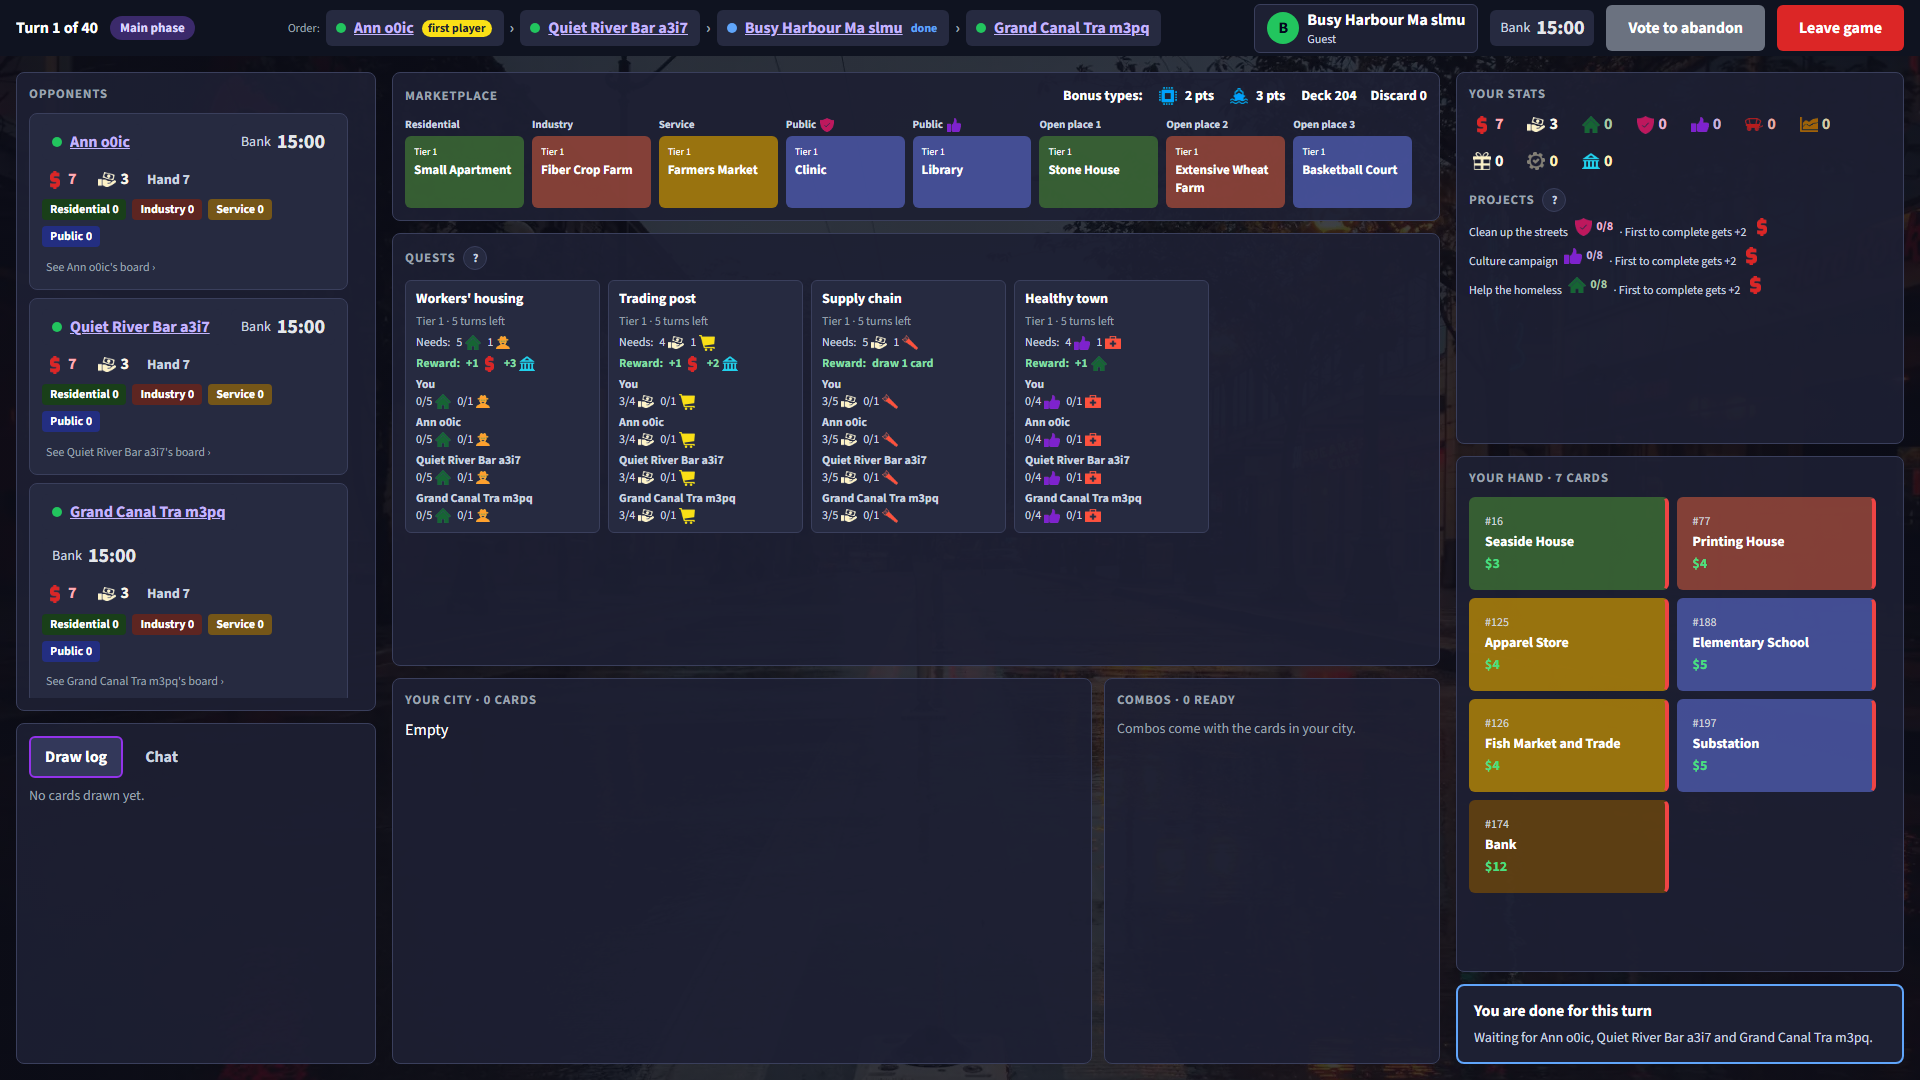 Turn 1 of 40 Main phase Order: Ann o0ic first player › Quiet River Bar a3i7 › Busy Harbour Ma slmu done › Grand Canal Tra m3pq
B Busy Harbour Ma slmu
Guest
Bank 15:00 Vote to abandon Leave game
OPPONENTS
Ann o0ic Bank 15:00
7 3 Hand 7
Residential 0 Industry 0 Service 0
Public 0
See Ann o0ic's board ›
Quiet River Bar a3i7 Bank 15:00
7 3 Hand 7
Residential 0 Industry 0 Service 0
Public 0
See Quiet River Bar a3i7's board ›
Grand Canal Tra m3pq
Bank 15:00
7 3 Hand 7
Residential 0 Industry 0 Service 0
Public 0
See Grand Canal Tra m3pq's board ›
Draw log Chat
No cards drawn yet.
MARKETPLACE Bonus types: 2 pts 3 pts Deck 204 Discard 0
Residential Industry Service Public Public Open place 1 Open place 2 Open place 3
Tier 1 Tier 1 Tier 1 Tier 1 Tier 1 Tier 1 Tier 1 Tier 1
Small Apartment Fiber Crop Farm Farmers Market Clinic Library Stone House Extensive Wheat Farm Basketball Court
QUESTS ?
Workers' housing
Tier 1 · 5 turns left
Needs: 5 1
Reward: +1 +3
You
0/5 0/1
Ann o0ic
0/5 0/1
Quiet River Bar a3i7
0/5 0/1
Grand Canal Tra m3pq
0/5 0/1
Trading post
Tier 1 · 5 turns left
Needs: 4 1
Reward: +1 +2
You
3/4 0/1
Ann o0ic
3/4 0/1
Quiet River Bar a3i7
3/4 0/1
Grand Canal Tra m3pq
3/4 0/1
Supply chain
Tier 1 · 5 turns left
Needs: 5 1
Reward: draw 1 card
You
3/5 0/1
Ann o0ic
3/5 0/1
Quiet River Bar a3i7
3/5 0/1
Grand Canal Tra m3pq
3/5 0/1
Healthy town
Tier 1 · 5 turns left
Needs: 4 1
Reward: +1
You
0/4 0/1
Ann o0ic
0/4 0/1
Quiet River Bar a3i7
0/4 0/1
Grand Canal Tra m3pq
0/4 0/1
YOUR CITY · 0 CARDS
Empty
COMBOS · 0 READY
Combos come with the cards in your city.
YOUR STATS
7 3 0 0 0 0 0
0 0 0
PROJECTS ?
Clean up the streets 0/8 · First to complete gets +2
Culture campaign 0/8 · First to complete gets +2
Help the homeless 0/8 · First to complete gets +2
YOUR HAND · 7 CARDS
#16
Seaside House
$3
#77
Printing House
$4
#125
Apparel Store
$4
#188
Elementary School
$5
#126
Fish Market and Trade
$4
#197
Substation
$5
#174
Bank
$12
You are done for this turn
Waiting for Ann o0ic, Quiet River Bar a3i7 and Grand Canal Tra m3pq.